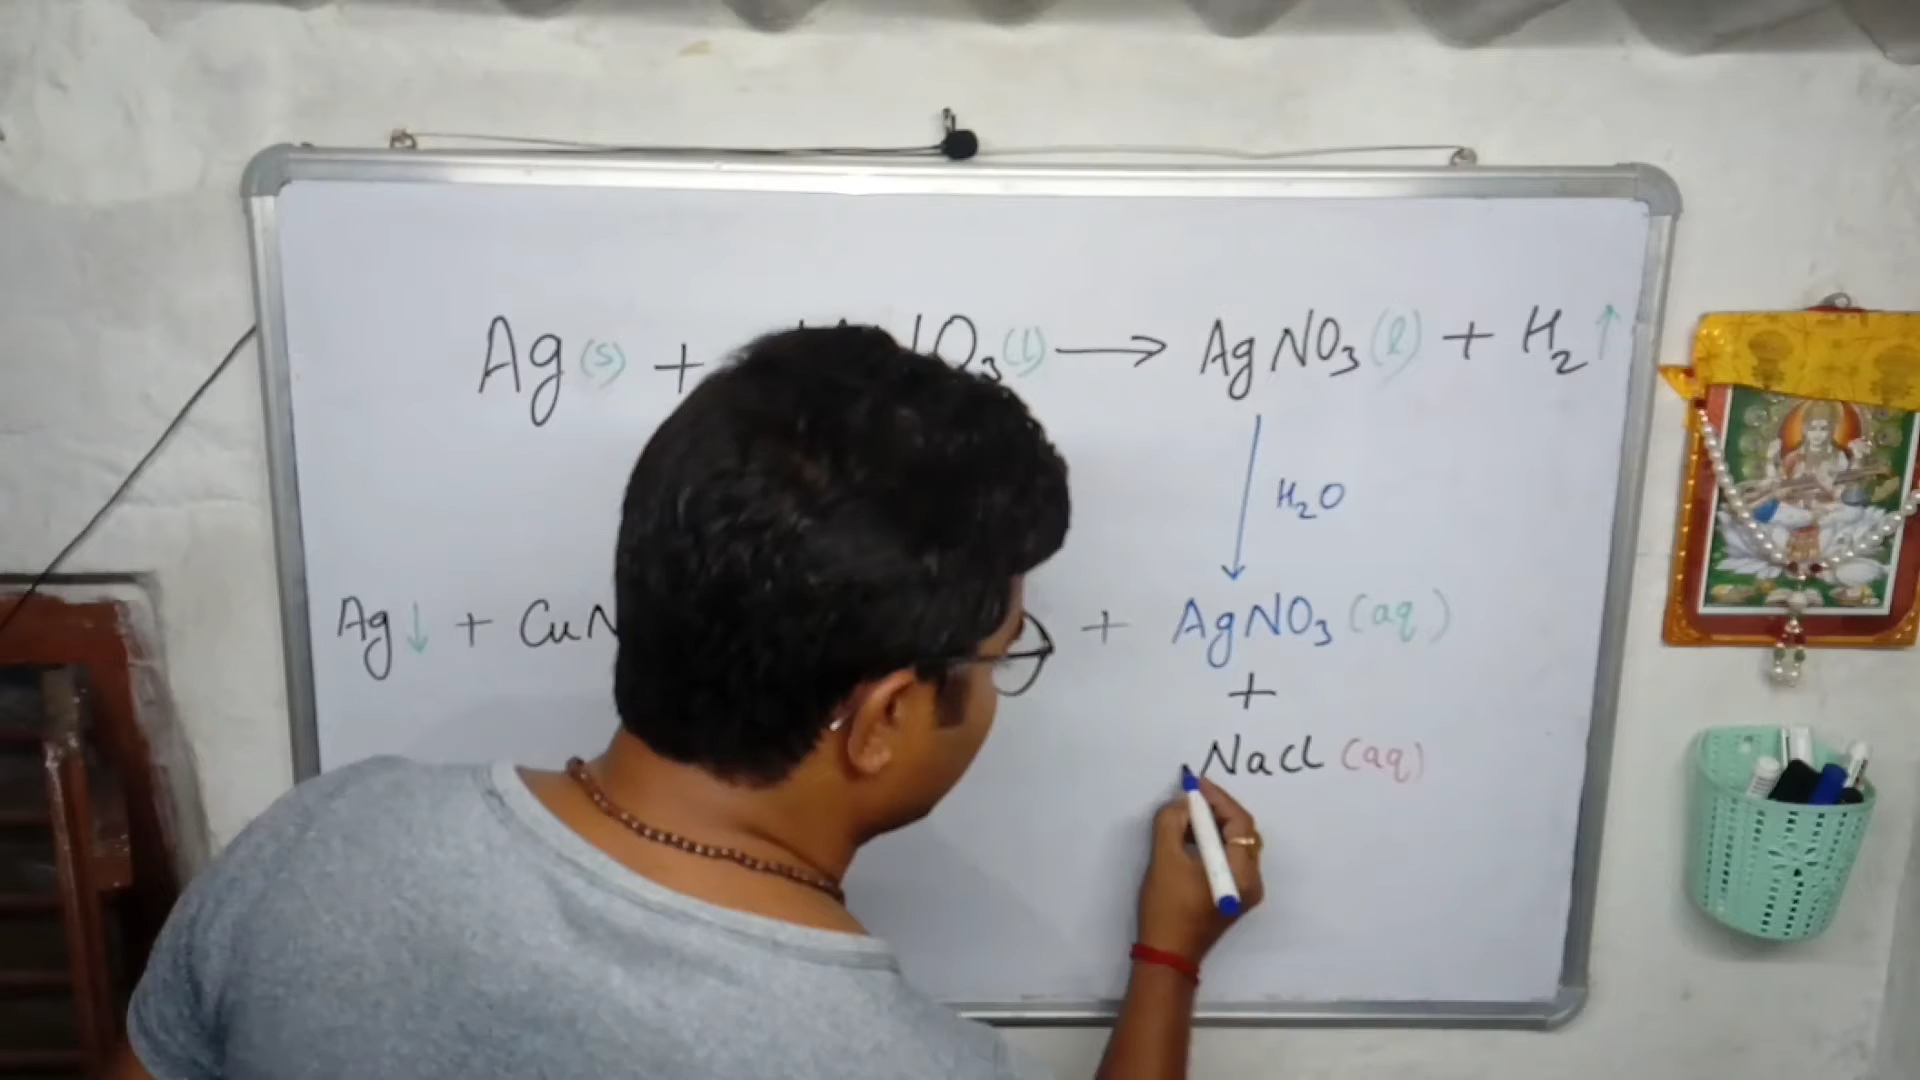 Ag (s) + O₃ (l) → AgNO₃ (l) + H₂ ↑
H₂O
Ag ↓ + Cu + AgNO₃ (aq)
+
NaCl (aq)